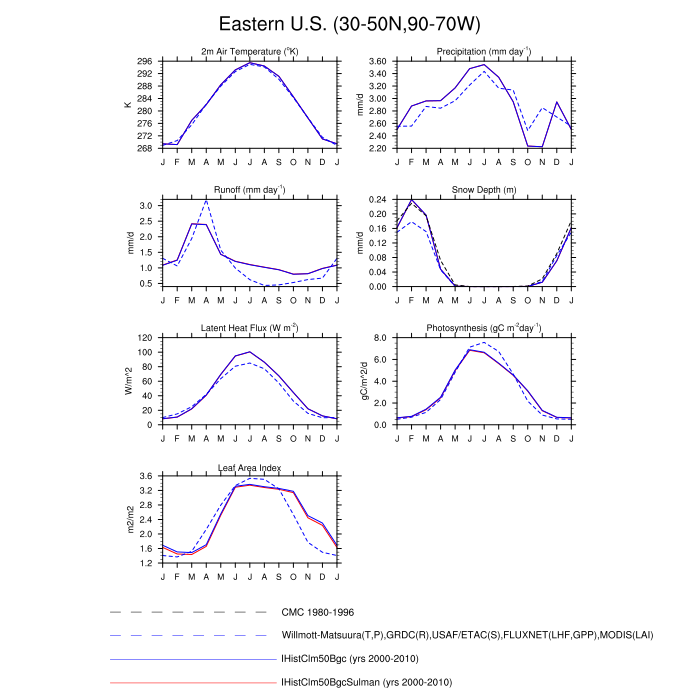 Eastern U.S. (30-50N,90-70W)
2m Air Temperature (°K)
296
292
288
284
280
276
272
268
K
J F M A M J J A S O N D J
Precipitation (mm day⁻¹)
3.60
3.40
3.20
3.00
2.80
2.60
2.40
2.20
mm/d
J F M A M J J A S O N D J
Runoff (mm day⁻¹)
3.0
2.5
2.0
1.5
1.0
0.5
mm/d
J F M A M J J A S O N D J
Snow Depth (m)
0.24
0.20
0.16
0.12
0.08
0.04
0.00
mm/d
J F M A M J J A S O N D J
Latent Heat Flux (W m⁻²)
120
100
80
60
40
20
0
W/m^2
J F M A M J J A S O N D J
Photosynthesis (gC m⁻²day⁻¹)
8.0
6.0
4.0
2.0
0.0
gC/m^2/d
J F M A M J J A S O N D J
Leaf Area Index
3.6
3.2
2.8
2.4
2.0
1.6
1.2
m2/m2
J F M A M J J A S O N D J
CMC 1980-1996
Willmott-Matsuura(T,P),GRDC(R),USAF/ETAC(S),FLUXNET(LHF,GPP),MODIS(LAI)
IHistClm50Bgc (yrs 2000-2010)
IHistClm50BgcSulman (yrs 2000-2010)